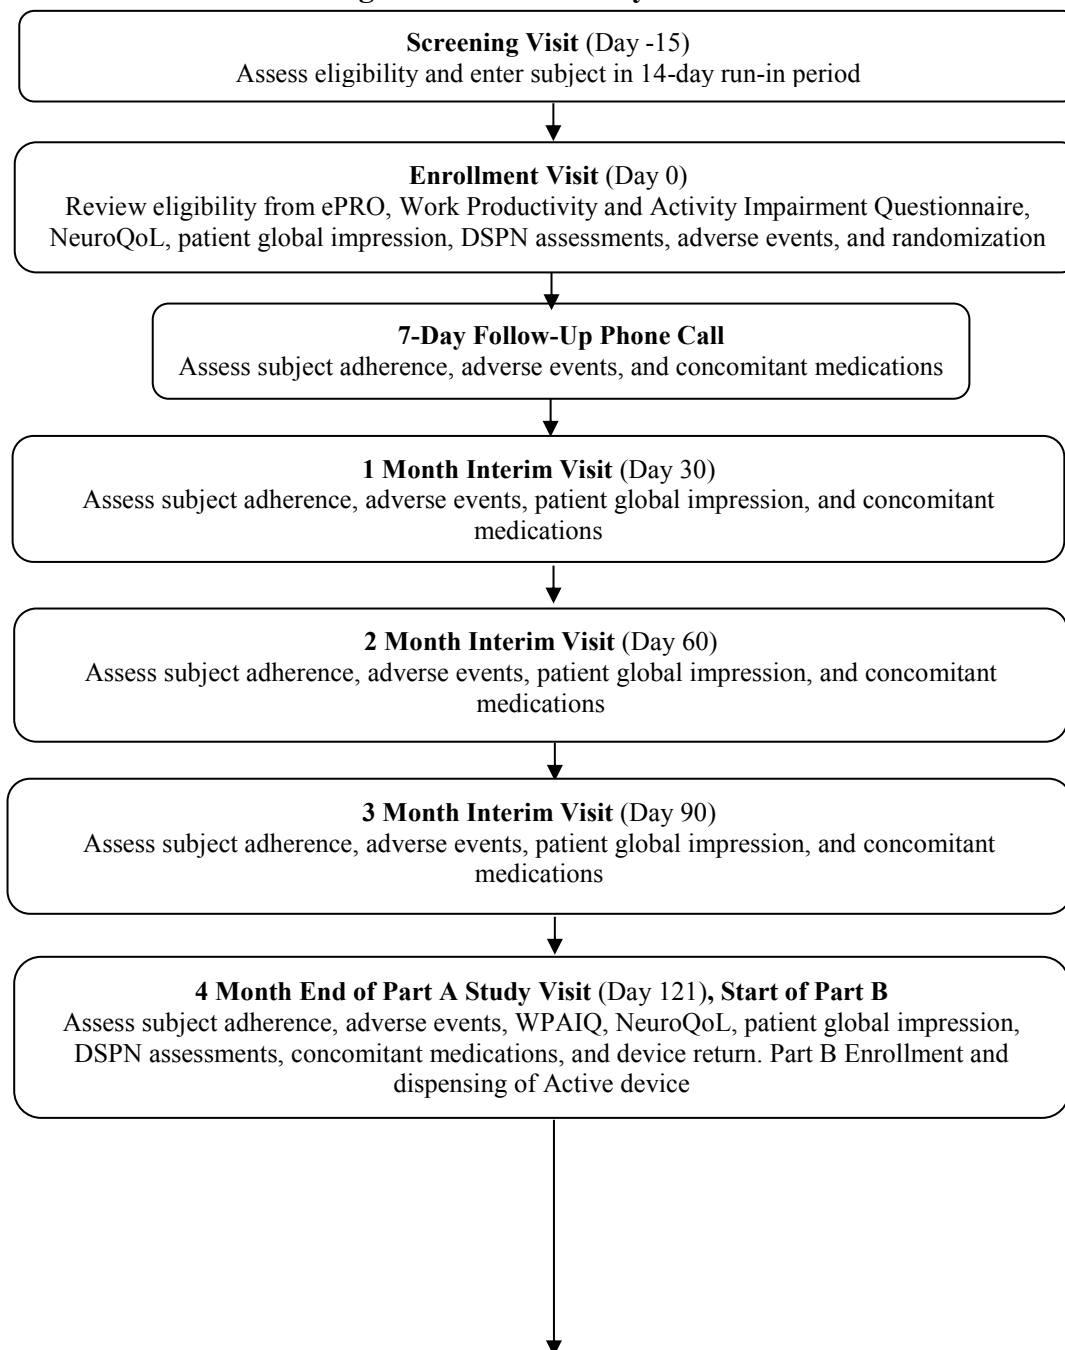 Screening Visit (Day -15)
Assess eligibility and enter subject in 14-day run-in period
Enrollment Visit (Day 0)
Review eligibility from ePRO, Work Productivity and Activity Impairment Questionnaire,
NeuroQoL, patient global impression, DSPN assessments, adverse events, and randomization
7-Day Follow-Up Phone Call
Assess subject adherence, adverse events, and concomitant medications
1 Month Interim Visit (Day 30)
Assess subject adherence, adverse events, patient global impression, and concomitant
medications
2 Month Interim Visit (Day 60)
Assess subject adherence, adverse events, patient global impression, and concomitant
medications
3 Month Interim Visit (Day 90)
Assess subject adherence, adverse events, patient global impression, and concomitant
medications
4 Month End of Part A Study Visit (Day 121), Start of Part B
Assess subject adherence, adverse events, WPAIQ, NeuroQoL, patient global impression,
DSPN assessments, concomitant medications, and device return. Part B Enrollment and
dispensing of Active device